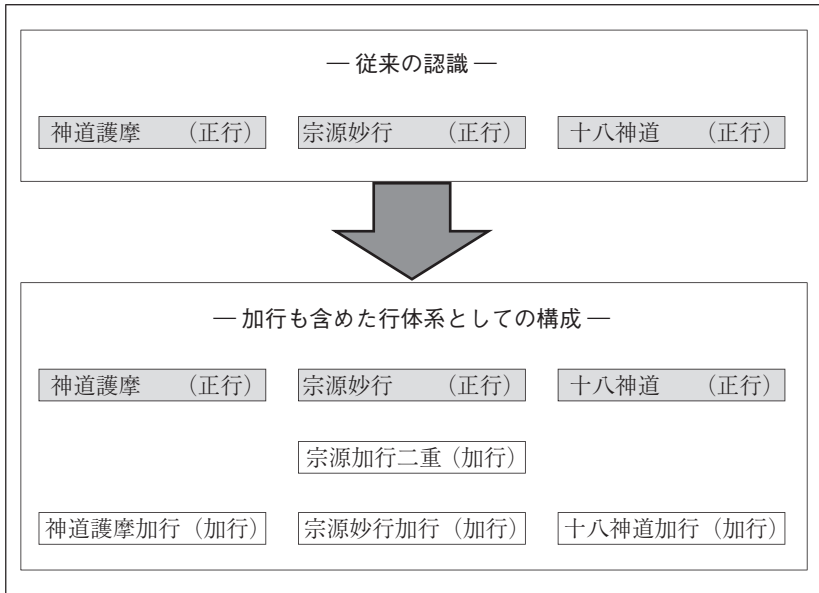 ― 従来の認識 ―
神道護摩　（正行）　宗源妙行　（正行）　十八神道　（正行）
― 加行も含めた行体系としての構成 ―
神道護摩　（正行）　宗源妙行　（正行）　十八神道　（正行）
宗源加行二重（加行）
神道護摩加行（加行）　宗源妙行加行（加行）　十八神道加行（加行）